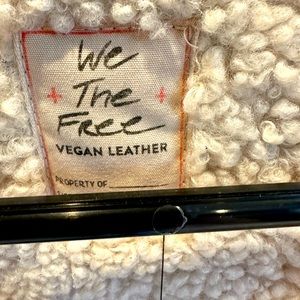 We
The
Free
VEGAN LEATHER
PROPERTY OF